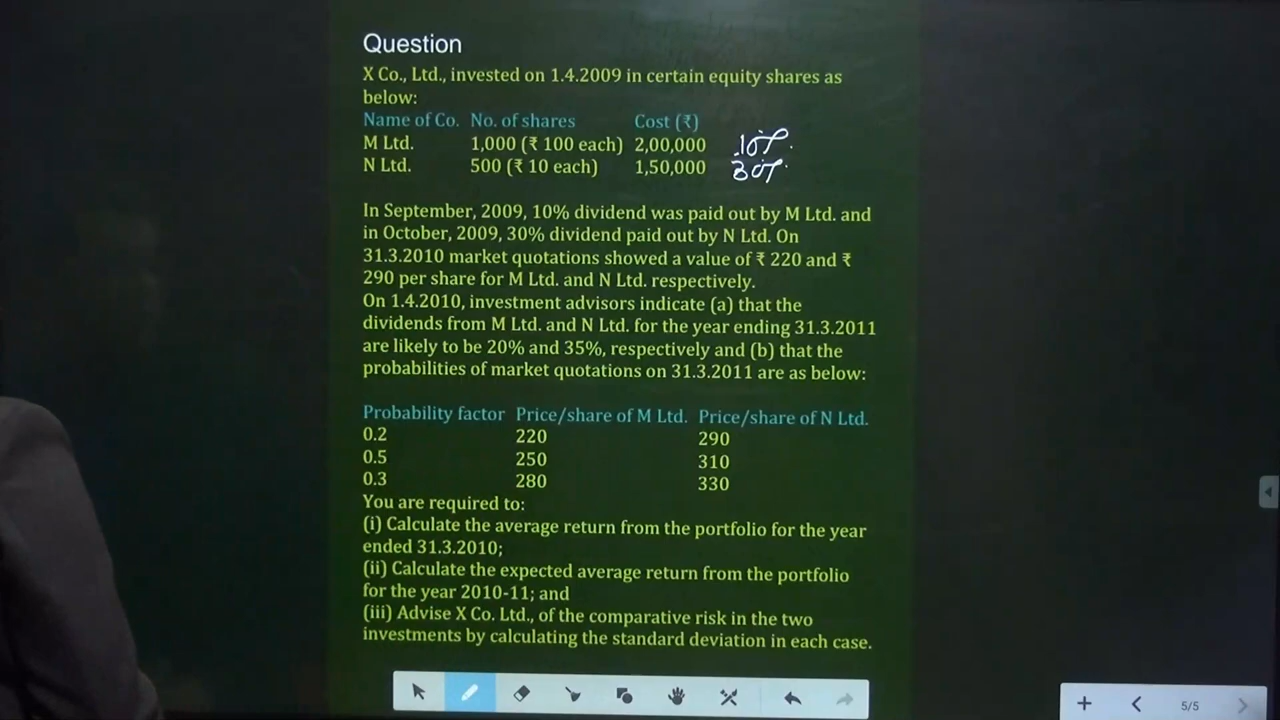 Question
X Co., Ltd., invested on 1.4.2009 in certain equity shares as
below:
Name of Co. No. of shares Cost (₹)
M Ltd. 1,000 (₹ 100 each) 2,00,000 10%
N Ltd. 500 (₹ 10 each) 1,50,000 30%
In September, 2009, 10% dividend was paid out by M Ltd. and
in October, 2009, 30% dividend paid out by N Ltd. On
31.3.2010 market quotations showed a value of ₹ 220 and ₹
290 per share for M Ltd. and N Ltd. respectively.
On 1.4.2010, investment advisors indicate (a) that the
dividends from M Ltd. and N Ltd. for the year ending 31.3.2011
are likely to be 20% and 35%, respectively and (b) that the
probabilities of market quotations on 31.3.2011 are as below:
Probability factor Price/share of M Ltd. Price/share of N Ltd.
0.2 220 290
0.5 250 310
0.3 280 330
You are required to:
(i) Calculate the average return from the portfolio for the year
ended 31.3.2010;
(ii) Calculate the expected average return from the portfolio
for the year 2010-11; and
(iii) Advise X Co. Ltd., of the comparative risk in the two
investments by calculating the standard deviation in each case.
5/5